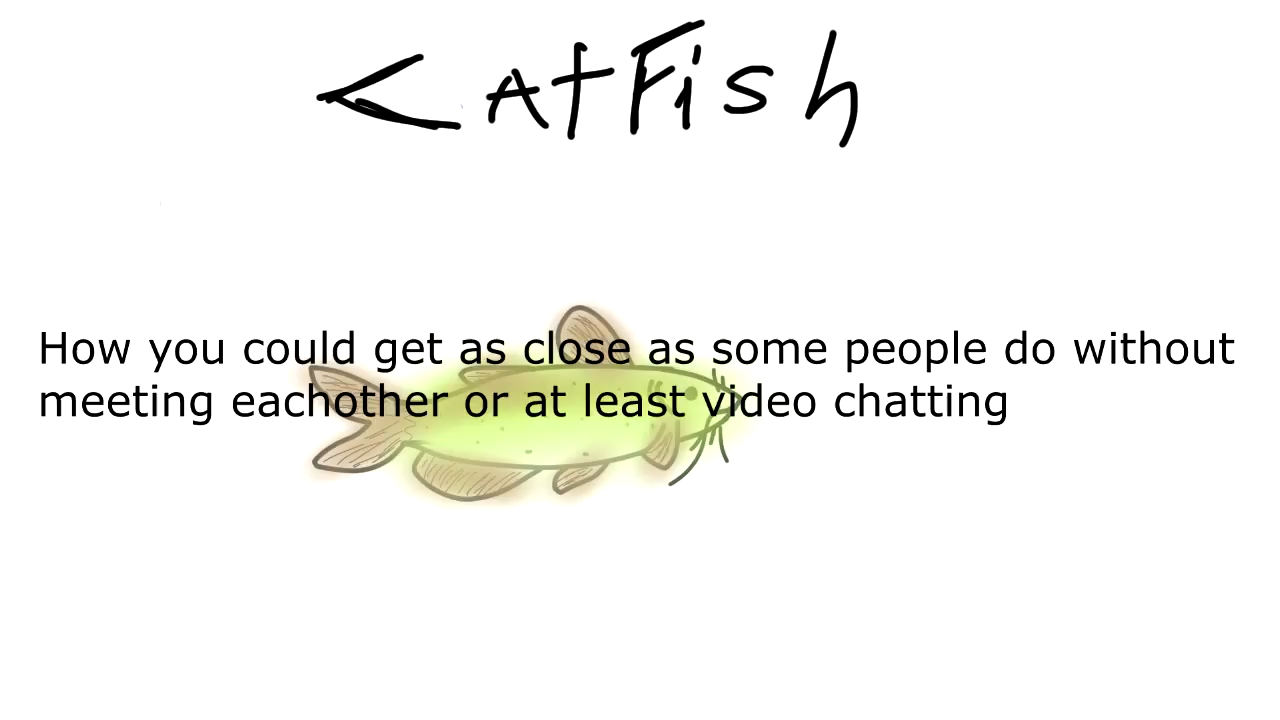 CAtFish
How you could get as close as some people do without
meeting eachother or at least video chatting